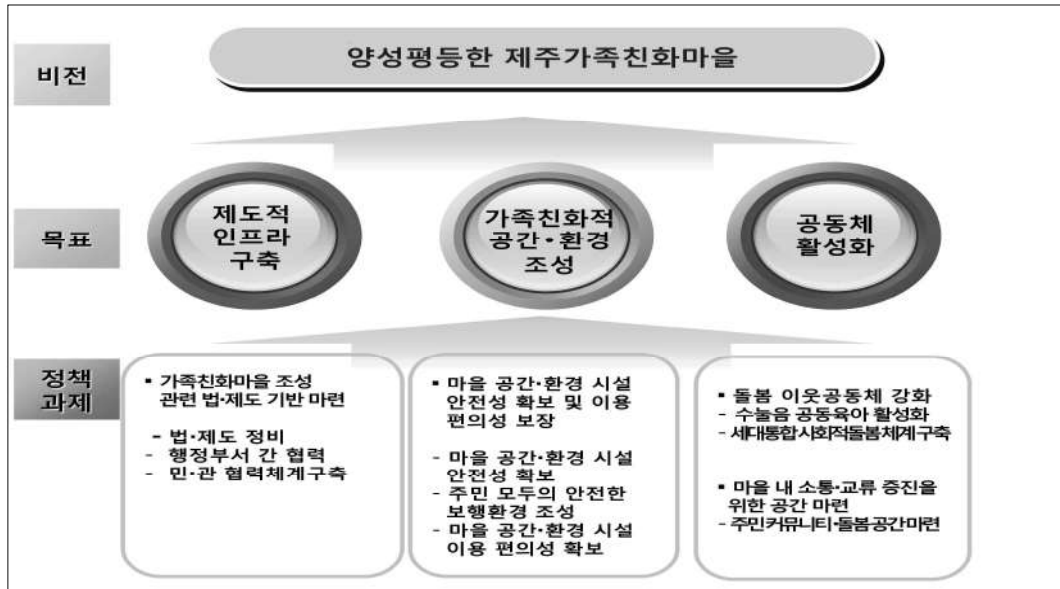 비전
양성평등한 제주가족친화마을
목표
제도적
인프라
구축
가족친화적
공간·환경
조성
공동체
활성화
정책
과제
▪ 가족친화마을 조성
관련 법·제도 기반 마련
- 법·제도 정비
- 행정부서 간 협력
- 민·관 협력체계구축
▪ 마을 공간·환경 시설
안전성 확보 및 이용
편의성 보장
- 마을 공간·환경 시설
안전성 확보
- 주민 모두의 안전한
보행환경 조성
- 마을 공간·환경 시설
이용 편의성 확보
▪ 돌봄 이웃공동체 강화
- 수눌음 공동육아 활성화
- 세대통합 사회적돌봄체계 구축
▪ 마을 내 소통·교류 증진을
위한 공간 마련
- 주민커뮤니티·돌봄공간마련